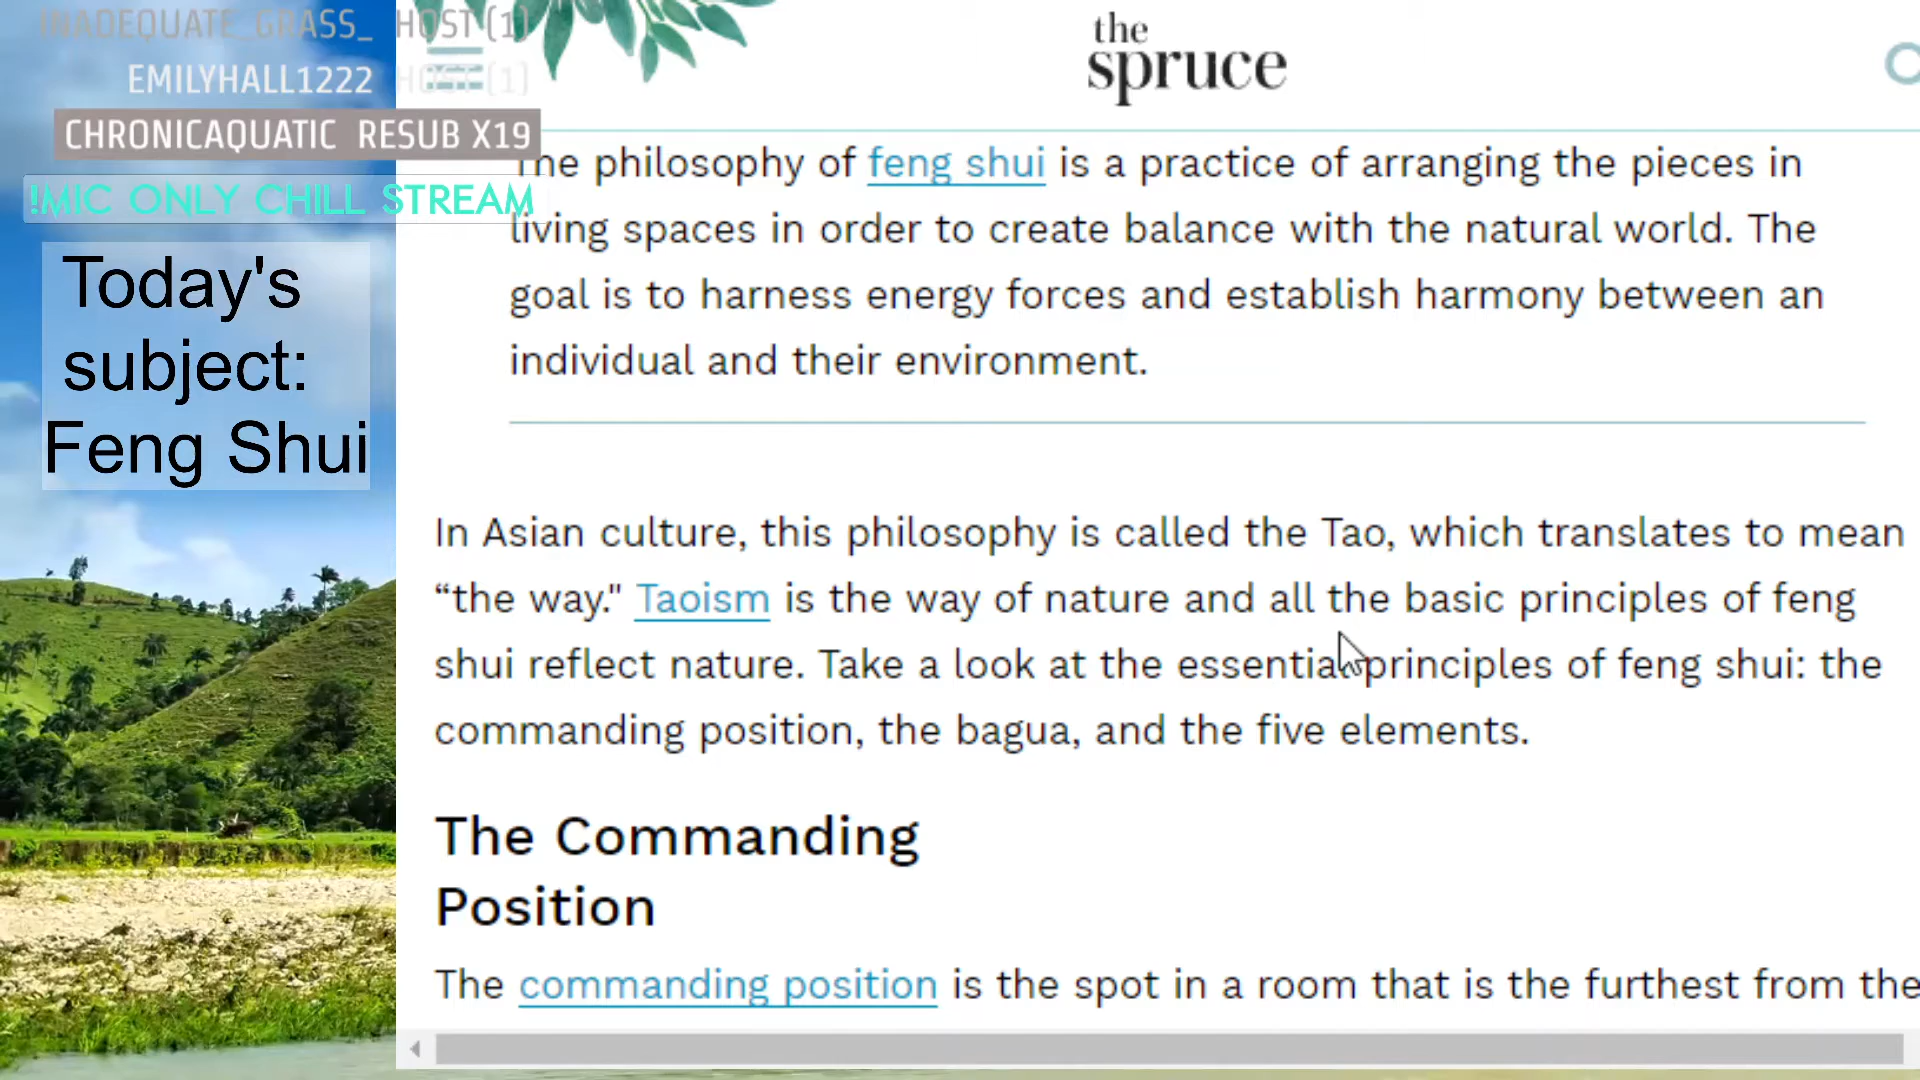 INADEQUATE_GRASS_ HOST (1)
EMILYHALL1222 HOST (1)
CHRONICAQUATIC RESUB X19
!MIC ONLY CHILL STREAM
Today's
subject:
Feng Shui
the
spruce
The philosophy of feng shui is a practice of arranging the pieces in
living spaces in order to create balance with the natural world. The
goal is to harness energy forces and establish harmony between an
individual and their environment.
In Asian culture, this philosophy is called the Tao, which translates to mean
“the way." Taoism is the way of nature and all the basic principles of feng
shui reflect nature. Take a look at the essential principles of feng shui: the
commanding position, the bagua, and the five elements.
The Commanding
Position
The commanding position is the spot in a room that is the furthest from the